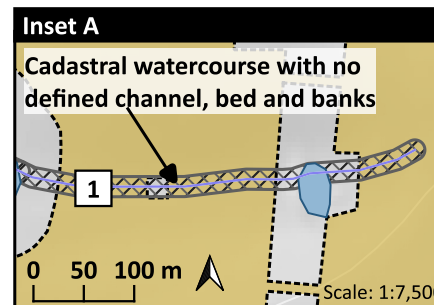 Inset A
Cadastral watercourse with no
defined channel, bed and banks
1
0 50 100 m
Scale: 1:7,50